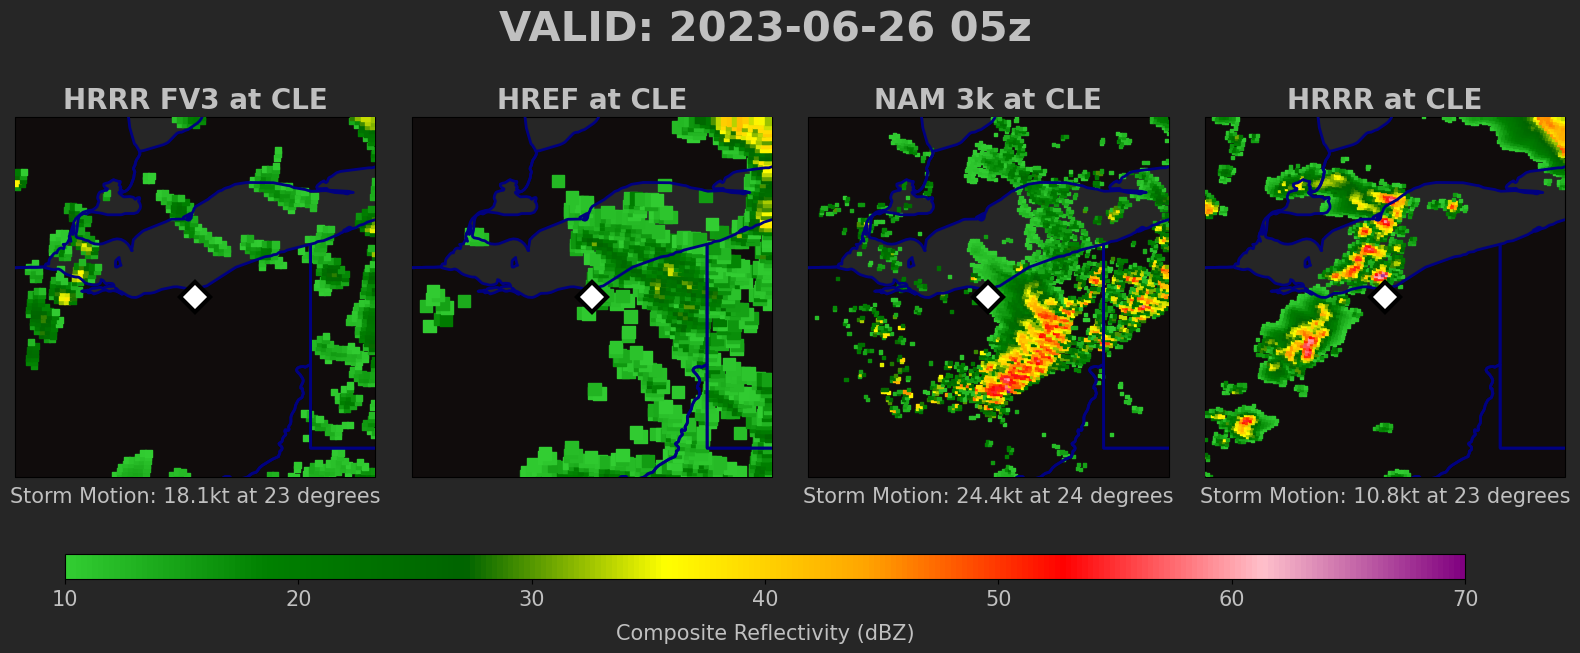 VALID: 2023-06-26 05z
HRRR FV3 at CLE
HREF at CLE
NAM 3k at CLE
HRRR at CLE
Storm Motion: 18.1kt at 23 degrees
Storm Motion: 24.4kt at 24 degrees
Storm Motion: 10.8kt at 23 degrees
10 20 30 40 50 60 70
Composite Reflectivity (dBZ)